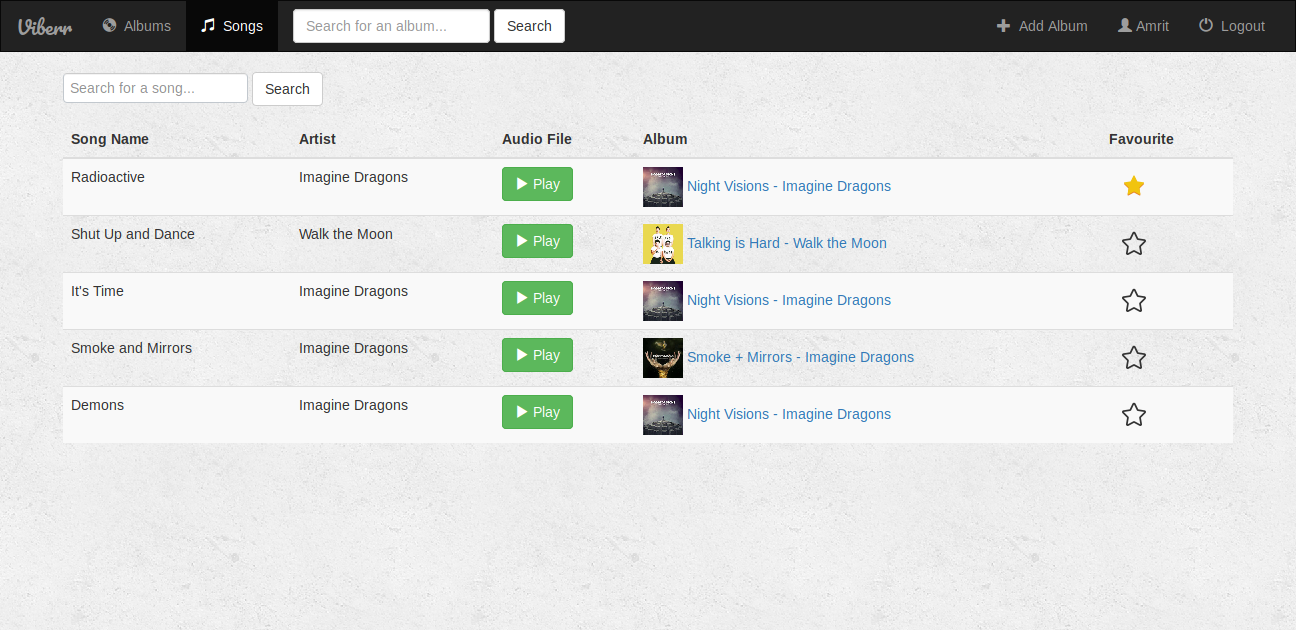 Viberr Albums Songs Search for an album... Search Add Album Amrit Logout
Search for a song... Search
Song Name Artist Audio File Album Favourite
Radioactive Imagine Dragons Play Night Visions - Imagine Dragons
Shut Up and Dance Walk the Moon Play Talking is Hard - Walk the Moon
It's Time Imagine Dragons Play Night Visions - Imagine Dragons
Smoke and Mirrors Imagine Dragons Play Smoke + Mirrors - Imagine Dragons
Demons Imagine Dragons Play Night Visions - Imagine Dragons